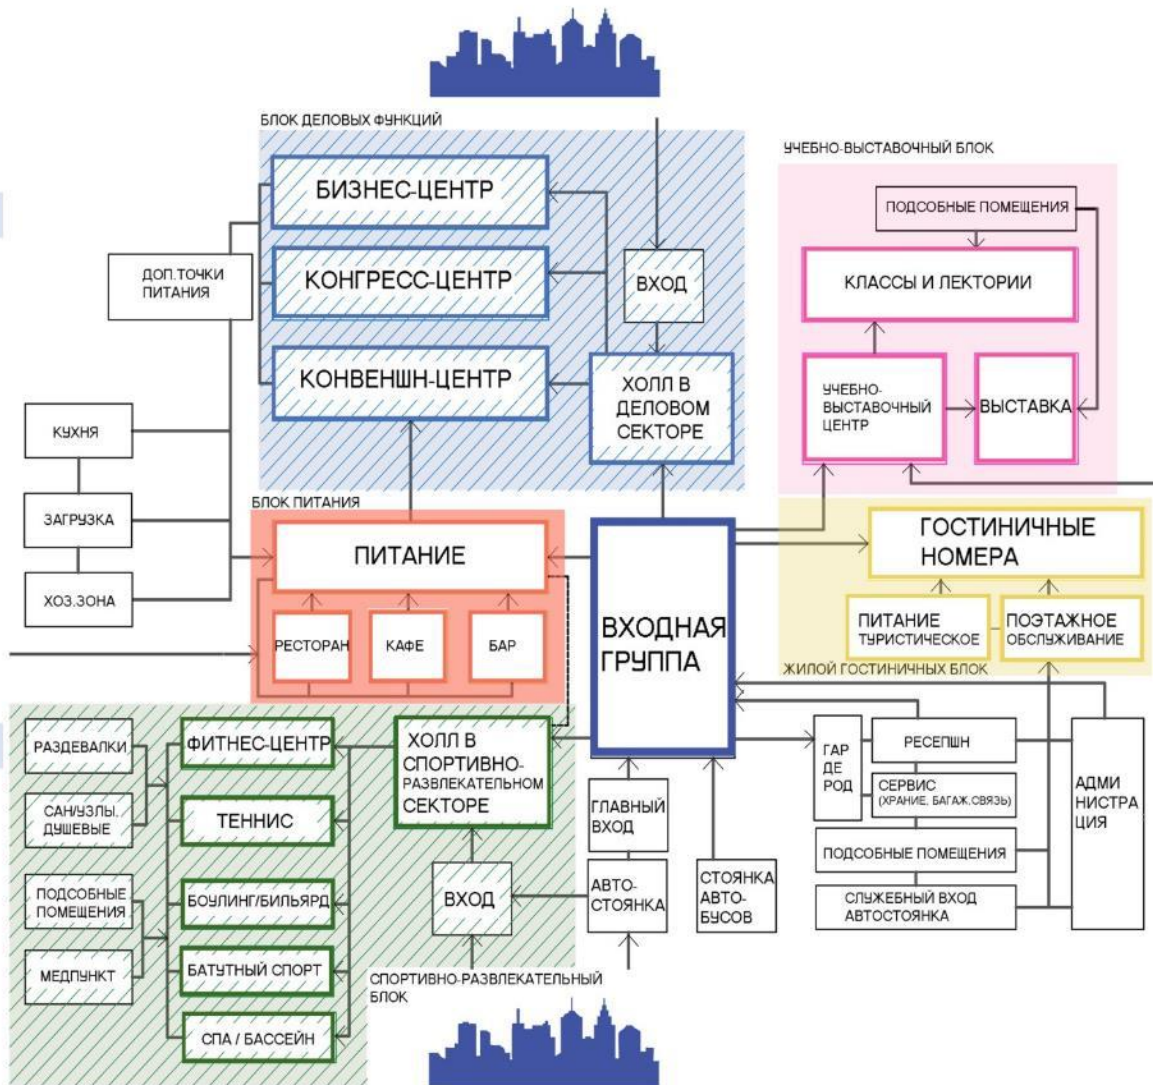 БЛОК ДЕЛОВЫХ ФУНКЦИЙ
БИЗНЕС-ЦЕНТР
КОНГРЕСС-ЦЕНТР
КОНВЕНШН-ЦЕНТР
ВХОД
ХОЛЛ В
ДЕЛОВОМ
СЕКТОРЕ
ДОП.ТОЧКИ
ПИТАНИЯ
КУХНЯ
ЗАГРУЗКА
ХОЗ.ЗОНА
УЧЕБНО-ВЫСТАВОЧНЫЙ БЛОК
ПОДСОБНЫЕ ПОМЕЩЕНИЯ
КЛАССЫ И ЛЕКТОРИИ
УЧЕБНО-
ВЫСТАВОЧНЫЙ
ЦЕНТР
ВЫСТАВКА
БЛОК ПИТАНИЯ
ПИТАНИЕ
РЕСТОРАН
КАФЕ
БАР
ВХОДНАЯ
ГРУППА
ГОСТИНИЧНЫЕ
НОМЕРА
ПИТАНИЕ
ТУРИСТИЧЕСКОЕ
ПОЭТАЖНОЕ
ОБСЛУЖИВАНИЕ
ЖИЛОЙ ГОСТИНИЧНЫХ БЛОК
РАЗДЕВАЛКИ
САН/УЗЛЫ.
ДУШЕВЫЕ
ПОДСОБНЫЕ
ПОМЕЩЕНИЯ
МЕДПУНКТ
ФИТНЕС-ЦЕНТР
ТЕННИС
БОУЛИНГ/БИЛЬЯРД
БАТУТНЫЙ СПОРТ
СПА / БАССЕЙН
ХОЛЛ В
СПОРТИВНО-
РАЗВЛЕКАТЕЛЬНОМ
СЕКТОРЕ
ВХОД
СПОРТИВНО-РАЗВЛЕКАТЕЛЬНЫЙ
БЛОК
ГЛАВНЫЙ
ВХОД
АВТО-
СТОЯНКА
СТОЯНКА
АВТО-
БУСОВ
ГАР
ДЕ
РОД
РЕСЕПШН
СЕРВИС
(ХРАНИЕ, БАГАЖ,СВЯЗЬ)
ПОДСОБНЫЕ ПОМЕЩЕНИЯ
СЛУЖЕБНЫЙ ВХОД
АВТОСТОЯНКА
АДМИ
НИСТРА
ЦИЯ